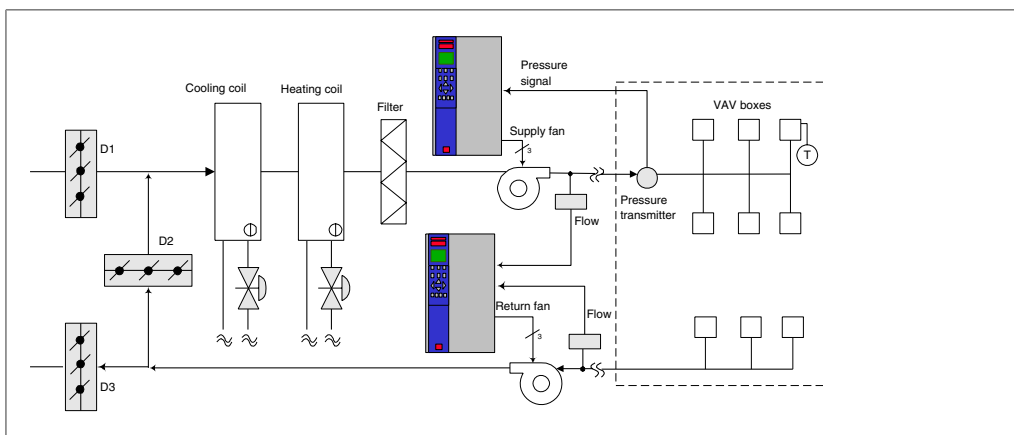 Pressure
signal
Cooling coil
Heating coil
Filter
VAV boxes
D1
Supply fan
3
T
Pressure
transmitter
Flow
D2
Return fan
3
Flow
D3